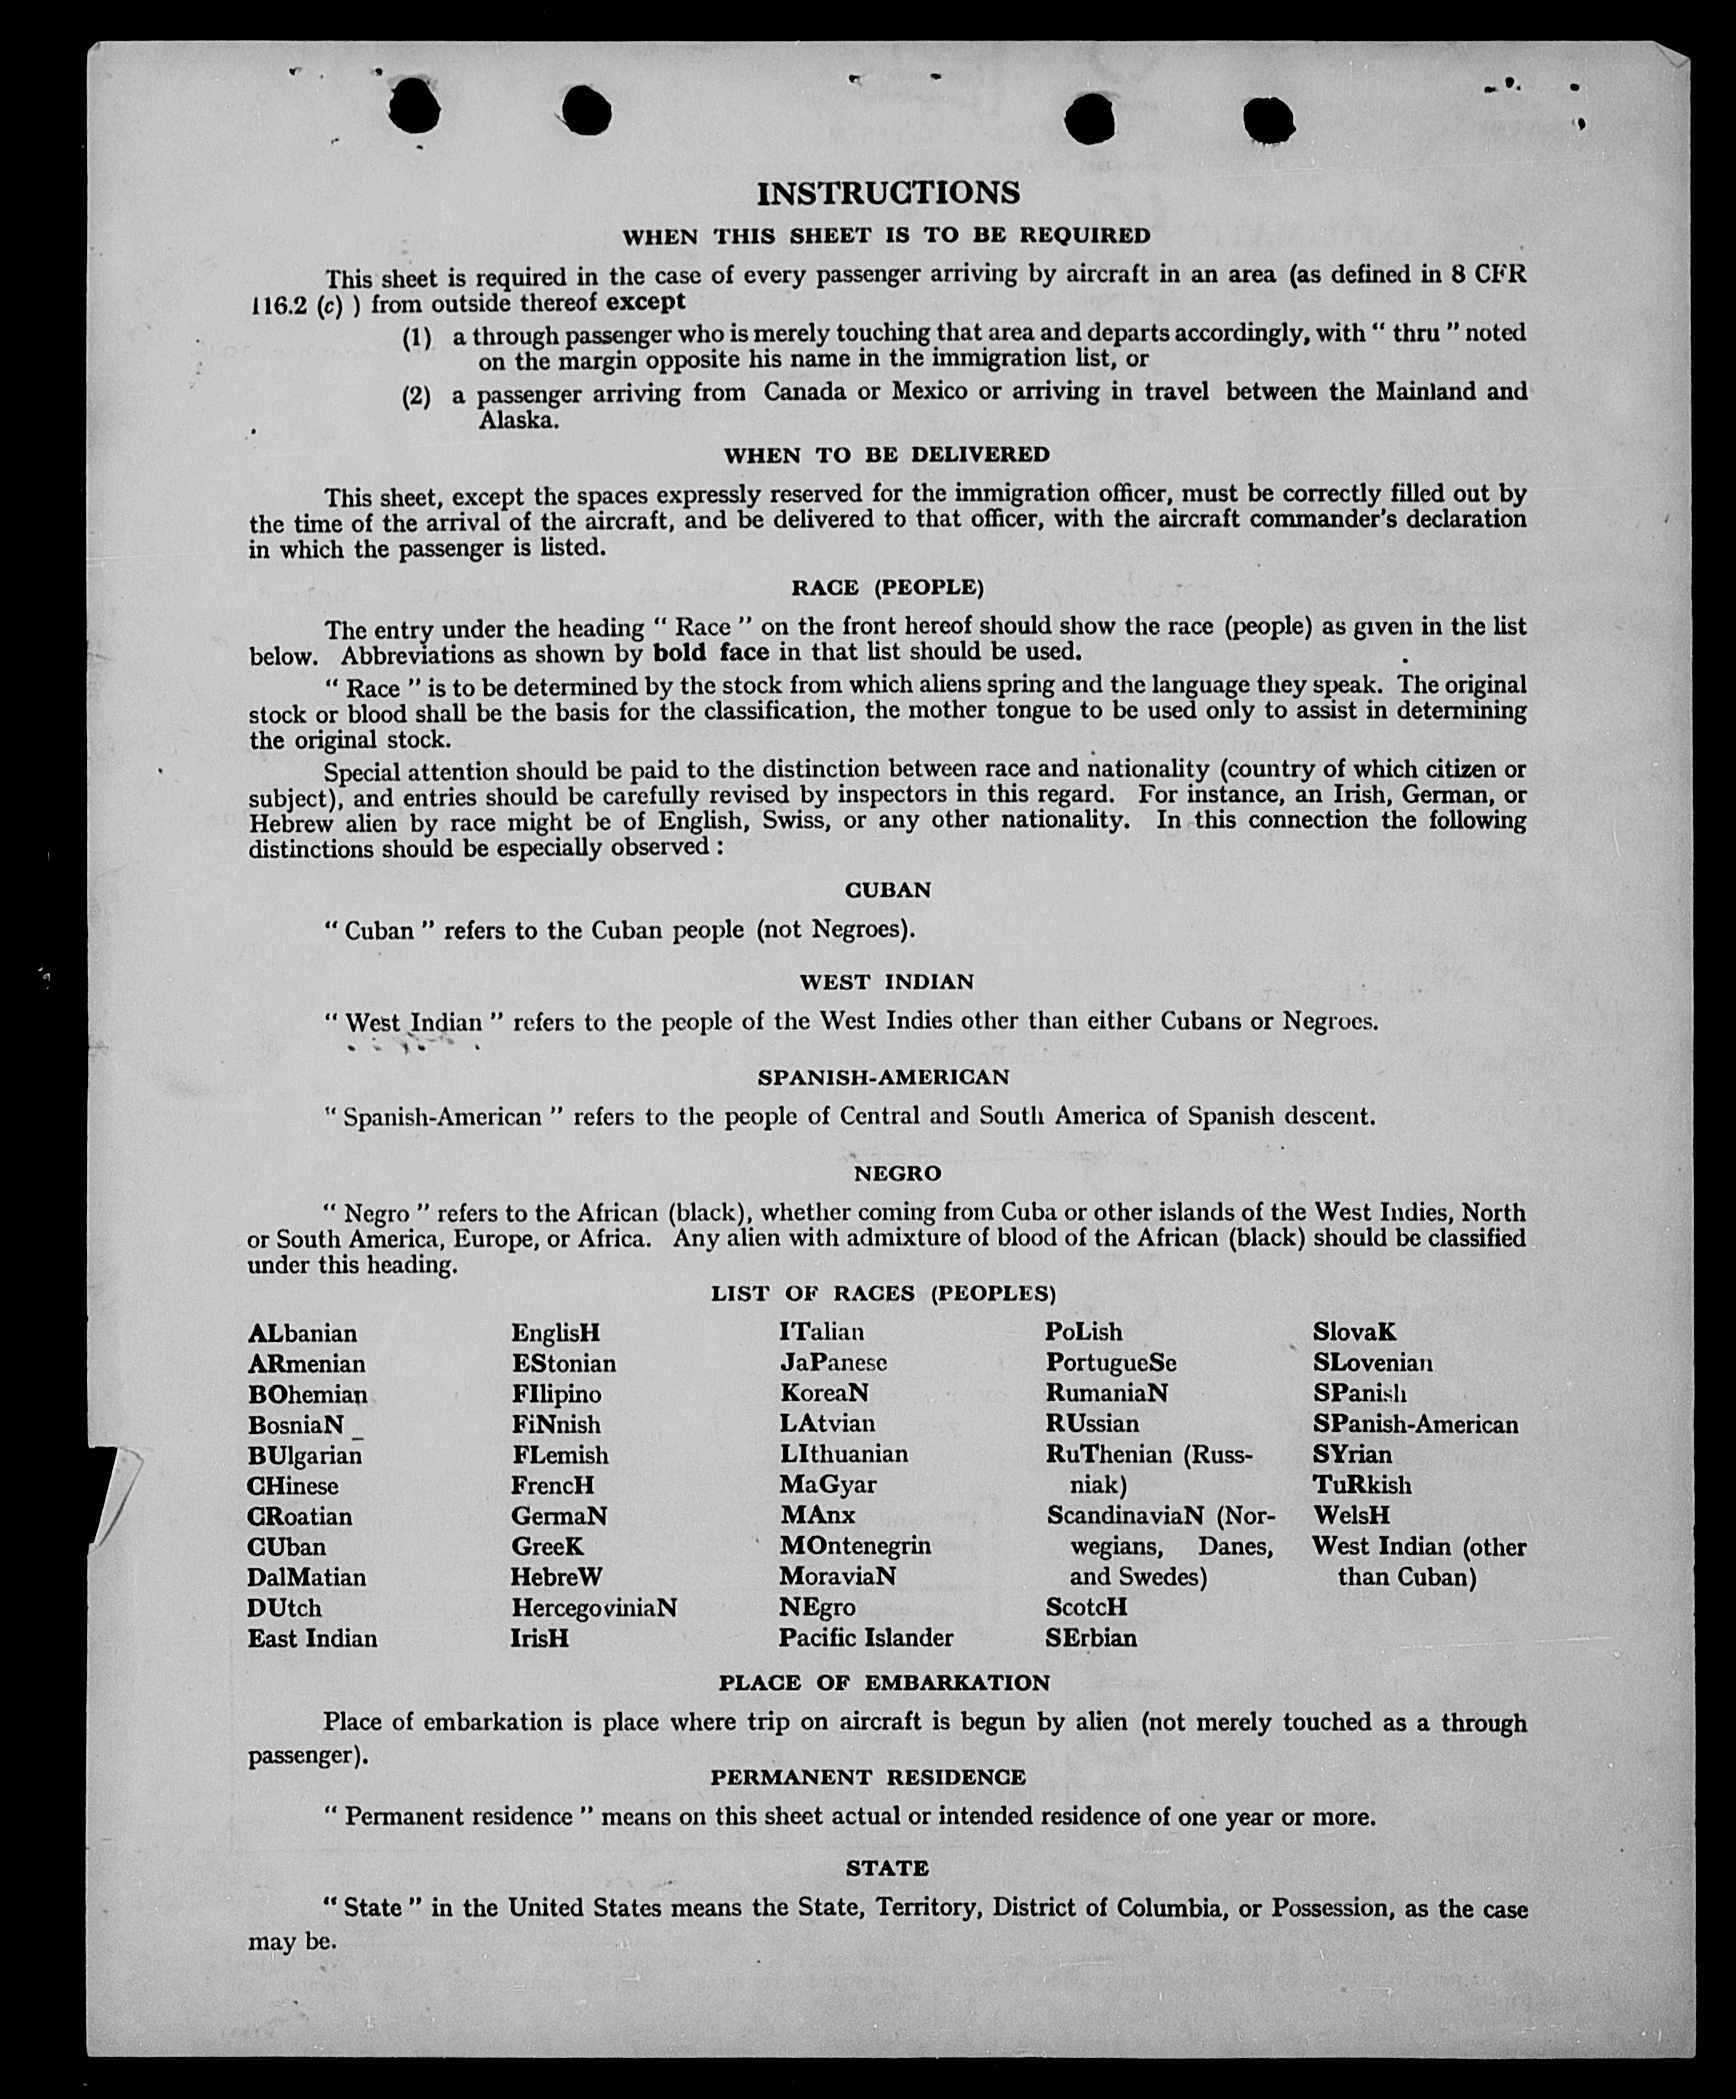 INSTRUCTIONS
WHEN THIS SHEET IS TO BE REQUIRED
This sheet is required in the case of every passenger arriving by aircraft in an area (as defined in 8 CFR
116.2 (c) ) from outside thereof except
(1) a through passenger who is merely touching that area and departs accordingly, with “ thru ” noted
on the margin opposite his name in the immigration list, or
(2) a passenger arriving from Canada or Mexico or arriving in travel between the Mainland and
Alaska.
WHEN TO BE DELIVERED
This sheet, except the spaces expressly reserved for the immigration officer, must be correctly filled out by
the time of the arrival of the aircraft, and be delivered to that officer, with the aircraft commander's declaration
in which the passenger is listed.
RACE (PEOPLE)
The entry under the heading “ Race ” on the front hereof should show the race (people) as given in the list
below. Abbreviations as shown by bold face in that list should be used.
“ Race ” is to be determined by the stock from which aliens spring and the language they speak. The original
stock or blood shall be the basis for the classification, the mother tongue to be used only to assist in determining
the original stock.
Special attention should be paid to the distinction between race and nationality (country of which citizen or
subject), and entries should be carefully revised by inspectors in this regard. For instance, an Irish, German, or
Hebrew alien by race might be of English, Swiss, or any other nationality. In this connection the following
distinctions should be especially observed :
CUBAN
“ Cuban ” refers to the Cuban people (not Negroes).
WEST INDIAN
“ West Indian ” refers to the people of the West Indies other than either Cubans or Negroes.
SPANISH-AMERICAN
“ Spanish-American ” refers to the people of Central and South America of Spanish descent.
NEGRO
“ Negro ” refers to the African (black), whether coming from Cuba or other islands of the West Indies, North
or South America, Europe, or Africa. Any alien with admixture of blood of the African (black) should be classified
under this heading.
LIST OF RACES (PEOPLES)
ALbanian
ARmenian
BOhemian
BosniaN
BUlgarian
CHinese
CRoatian
CUban
DalMatian
DUtch
East Indian
EnglisH
EStonian
FIlipino
FiNnish
FLemish
FrencH
GermaN
GreeK
HebreW
HercegoviniaN
IrisH
ITalian
JaPanese
KoreaN
LAtvian
LIthuanian
MaGyar
MAnx
MOntenegrin
MoraviaN
NEgro
Pacific Islander
PoLish
PortugueSe
RumaniaN
RUssian
RuThenian (Russ-
niak)
ScandinaviaN (Nor-
wegians, Danes,
and Swedes)
ScotcH
SErbian
SlovaK
SLovenian
SPanish
SPanish-American
SYrian
TuRkish
WelsH
West Indian (other
than Cuban)
PLACE OF EMBARKATION
Place of embarkation is place where trip on aircraft is begun by alien (not merely touched as a through
passenger).
PERMANENT RESIDENCE
“ Permanent residence ” means on this sheet actual or intended residence of one year or more.
STATE
“ State ” in the United States means the State, Territory, District of Columbia, or Possession, as the case
may be.